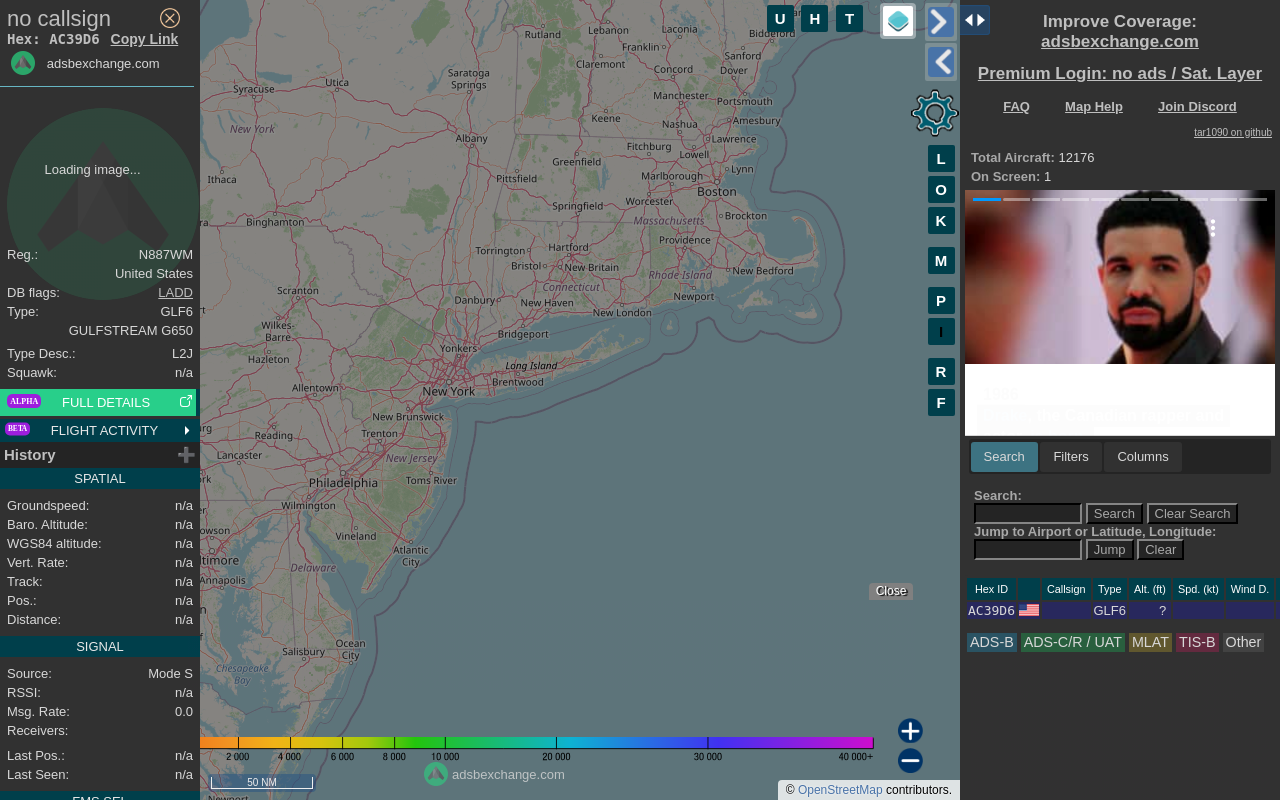 no callsign
Hex: AC39D6 Copy Link
adsbexchange.com
Loading image...
Reg.: N887WM
United States
DB flags: LADD
Type: GLF6
GULFSTREAM G650
Type Desc.: L2J
Squawk: n/a
ALPHA FULL DETAILS
BETA FLIGHT ACTIVITY
History
SPATIAL
Groundspeed: n/a
Baro. Altitude: n/a
WGS84 altitude: n/a
Vert. Rate: n/a
Track: n/a
Pos.: n/a
Distance: n/a
SIGNAL
Source: Mode S
RSSI: n/a
Msg. Rate: 0.0
Receivers:
Last Pos.: n/a
Last Seen: n/a
FMS SEL
U H T
L
O
K
M
P
I
R
F
Rutland
Lebanon
Laconia
Biddeford
Franklin
Sanford
Claremont
Concord
Dover
Utica
Saratoga
Springs
Syracuse
Manchester
Portsmouth
Keene
Nashua
Amesbury
New York
Albany
Lawrence
Fitchburg
Lowell
Greenfield
Lynn
Ithaca
Pittsfield
Marlborough
Boston
Worcester
Springfield
Brockton
Binghamton
Massachusetts
Providence
Torrington
Hartford
Bristol
New Britain
New Bedford
Rhode Island
Connecticut
Scranton
Danbury
New Haven
Newport
New London
Wilkes-
Barre
Bridgeport
Yonkers
Hazleton
Long Island
Brentwood
Allentown
New York
New Brunswick
Reading
Trenton
Lancaster
New Jersey
Toms River
Philadelphia
Wilmington
Vineland
Atlantic
City
Annapolis
Delaware
Ocean
City
Salisbury
Chesapeake
Bay
Newport
Close
2 000 4 000 6 000 8 000 10 000 20 000 30 000 40 000+
50 NM
adsbexchange.com
© OpenStreetMap contributors.
Improve Coverage:
adsbexchange.com
Premium Login: no ads / Sat. Layer
FAQ Map Help Join Discord
tar1090 on github
Total Aircraft: 12176
On Screen: 1
Search Filters Columns
Search:
Search Clear Search
Jump to Airport or Latitude, Longitude:
Jump Clear
Hex ID Callsign Type Alt. (ft) Spd. (kt) Wind D.
AC39D6 GLF6 ?
ADS-B ADS-C/R / UAT MLAT TIS-B Other